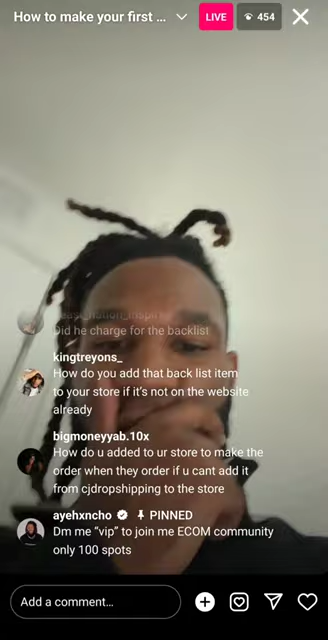 How to make your first ...
LIVE
454
Did he charge for the backlist
kingtreyons_
How do you add that back list item
to your store if it's not on the website
already
bigmoneyyab.10x
How do u added to ur store to make the
order when they order if u cant add it
from cjdropshipping to the store
ayehxncho PINNED
Dm me “vip” to join me ECOM community
only 100 spots
Add a comment...